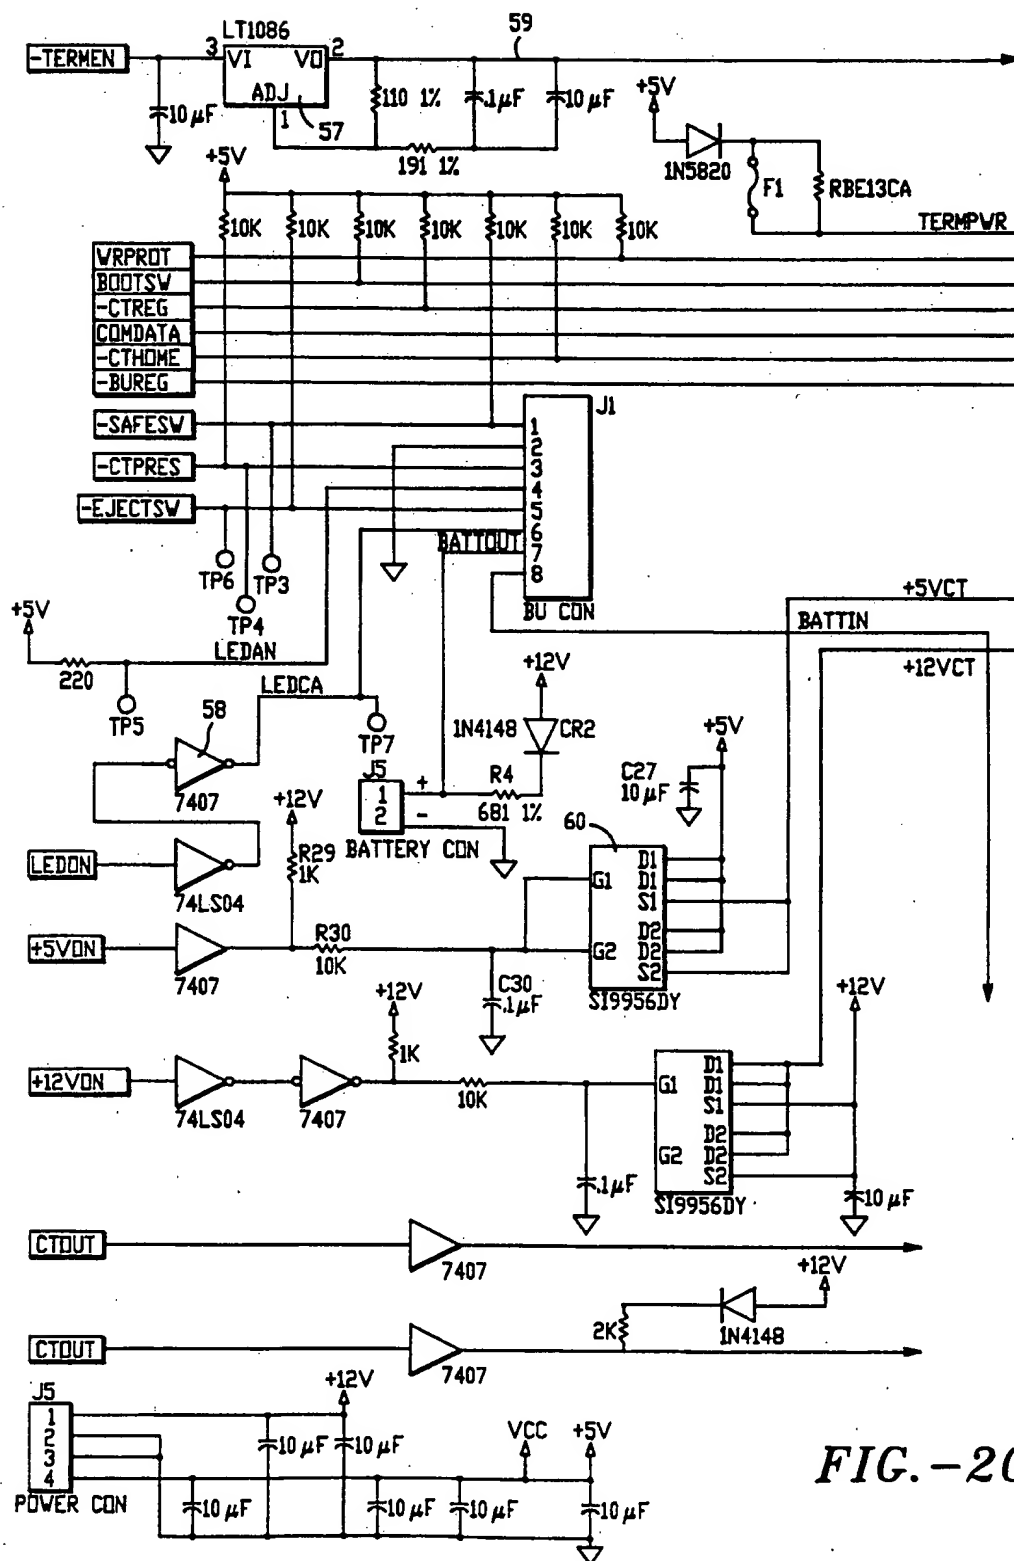 LT1086
59
-TERMEN
3
VI
VO
2
ADJ
1
57
10 µF
110 1%
.1µF
10 µF
191 1%
+5V
1N5820
F1
RBE13CA
TERMPWR
+5V
10K
10K
10K
10K
10K
10K
10K
WRPROT
BOOTSW
-CTREG
COMDATA
-CTHOME
-BUREG
J1
-SAFESW
1
2
-CTPRES
3
4
-EJECTSW
5
6
BATTOUT
7
8
TP6
TP3
TP4
BU CON
+5VCT
BATTIN
+12VCT
+5V
LEDAN
220
TP5
LEDCA
TP7
58
7407
+12V
1N4148
CR2
+5V
C27
10 µF
J5
1
2
+
-
R4
681 1%
BATTERY CON
60
+12V
R29
1K
LEDON
74LS04
G1
D1
D1
S1
G2
D2
D2
S2
SI9956DY
+5VON
7407
R30
10K
C30
.1µF
+12V
1K
+12V
+12VON
74LS04
7407
10K
G1
D1
D1
S1
G2
D2
D2
S2
SI9956DY
.1µF
10 µF
CTOUT
7407
+12V
1N4148
2K
CTOUT
7407
J5
1
2
3
4
POWER CON
+12V
10 µF
10 µF
VCC
+5V
10 µF
10 µF
10 µF
10 µF